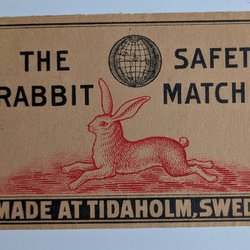 THE SAFET
RABBIT MATCH
MADE AT TIDAHOLM, SWED